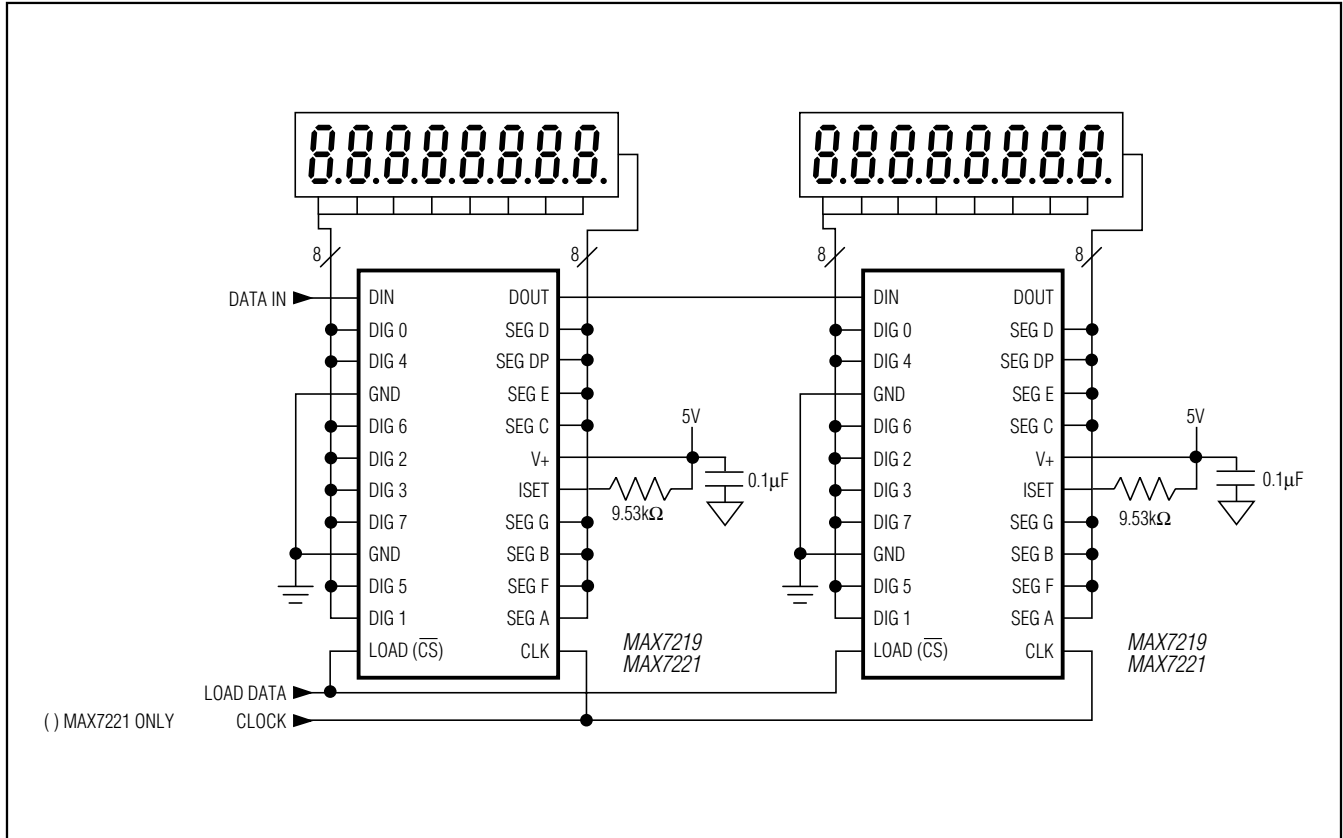 8.8.8.8.8.8.8.8.
8.8.8.8.8.8.8.8.
8
8
8
8
DATA IN
DIN
DOUT
DIG 0
SEG D
DIG 4
SEG DP
GND
SEG E
DIG 6
SEG C
DIG 2
V+
DIG 3
ISET
DIG 7
SEG G
GND
SEG B
DIG 5
SEG F
DIG 1
SEG A
LOAD (C̅S̅)
CLK
5V
0.1µF
9.53kΩ
MAX7219
MAX7221
DIN
DOUT
DIG 0
SEG D
DIG 4
SEG DP
GND
SEG E
DIG 6
SEG C
DIG 2
V+
DIG 3
ISET
DIG 7
SEG G
GND
SEG B
DIG 5
SEG F
DIG 1
SEG A
LOAD (C̅S̅)
CLK
5V
0.1µF
9.53kΩ
MAX7219
MAX7221
LOAD DATA
( ) MAX7221 ONLY
CLOCK